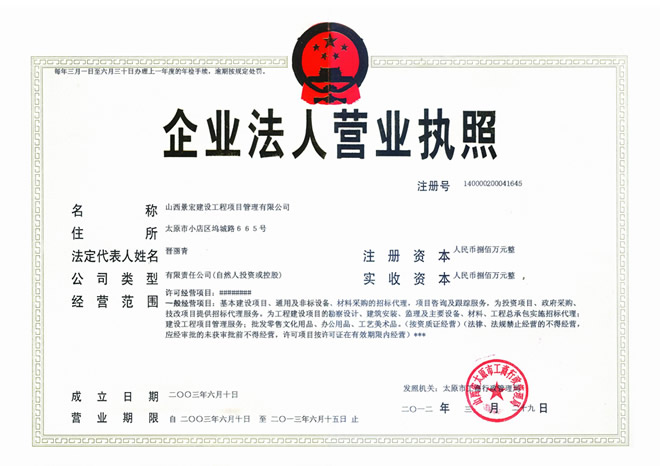 每年三月一日至六月三十日办理上一年度的年检手续，逾期按规定处罚。
企业法人营业执照
注册号 140000200041645
名称 山西景宏建设工程项目管理有限公司
住所 太原市小店区坞城路６６５号
法定代表人姓名 晋丽青
注册资本 人民币捌佰万元整
公司类型 有限责任公司(自然人投资或控股)
实收资本 人民币捌佰万元整
经营范围 许可经营项目：########
一般经营项目：基本建设项目、通用及非标设备、材料采购的招标代理，项目咨询及跟踪服务，为投资项目、政府采购、
技改项目提供招标代理服务，为工程建设项目的勘察设计、建筑安装、监理及主要设备、材料、工程总承包实施招标代理；
建设工程项目管理服务；批发零售文化用品、办公用品、工艺美术品。（按资质证经营）（法律、法规禁止经营的不得经营，
应经审批的未获审批前不得经营，许可项目按许可证在有效期限内经营）***
成立日期 二〇〇三年六月十日
营业期限 自 二〇〇三年六月十日 至 二〇一三年六月十五日 止
发照机关：太原市工商行政管理局
二〇一二年 三月 二十九日